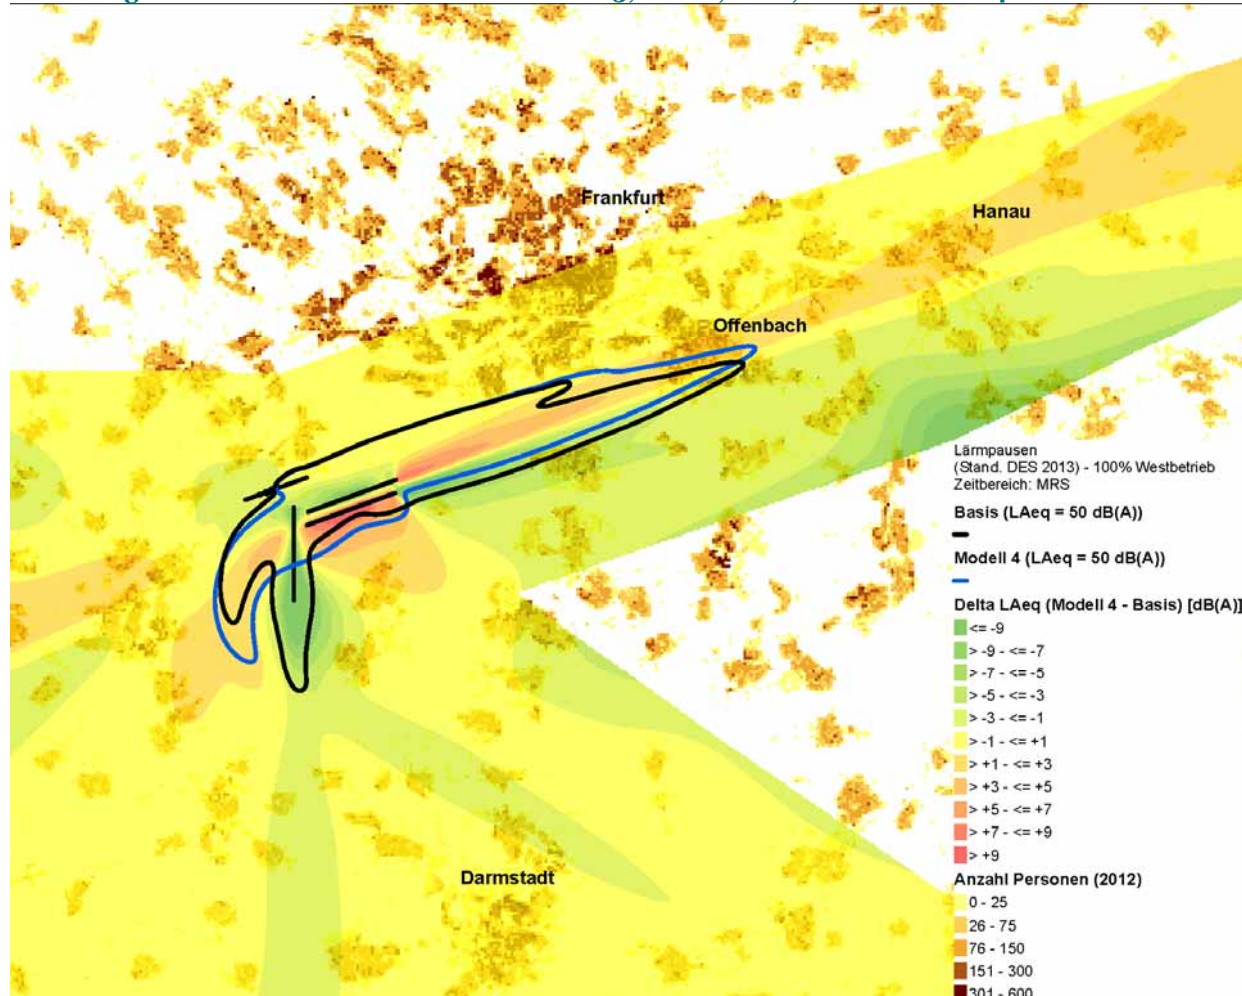 Frankfurt
Hanau
Offenbach
Lärmpausen
(Stand. DES 2013) - 100% Westbetrieb
Zeitbereich: MRS
Basis (LAeq = 50 dB(A))
Modell 4 (LAeq = 50 dB(A))
Delta LAeq (Modell 4 - Basis) [dB(A)]
<= -9
> -9 - <= -7
> -7 - <= -5
> -5 - <= -3
> -3 - <= -1
> -1 - <= +1
> +1 - <= +3
> +3 - <= +5
> +5 - <= +7
> +7 - <= +9
> +9
Darmstadt
Anzahl Personen (2012)
0 - 25
26 - 75
76 - 150
151 - 300
301 - 600